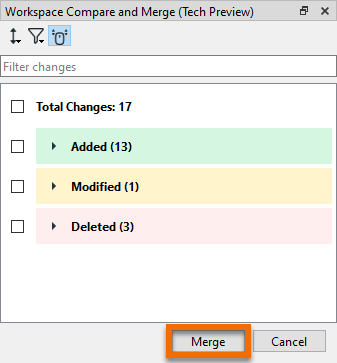 Workspace Compare and Merge (Tech Preview)
Filter changes
Total Changes: 17
Added (13)
Modified (1)
Deleted (3)
Merge
Cancel